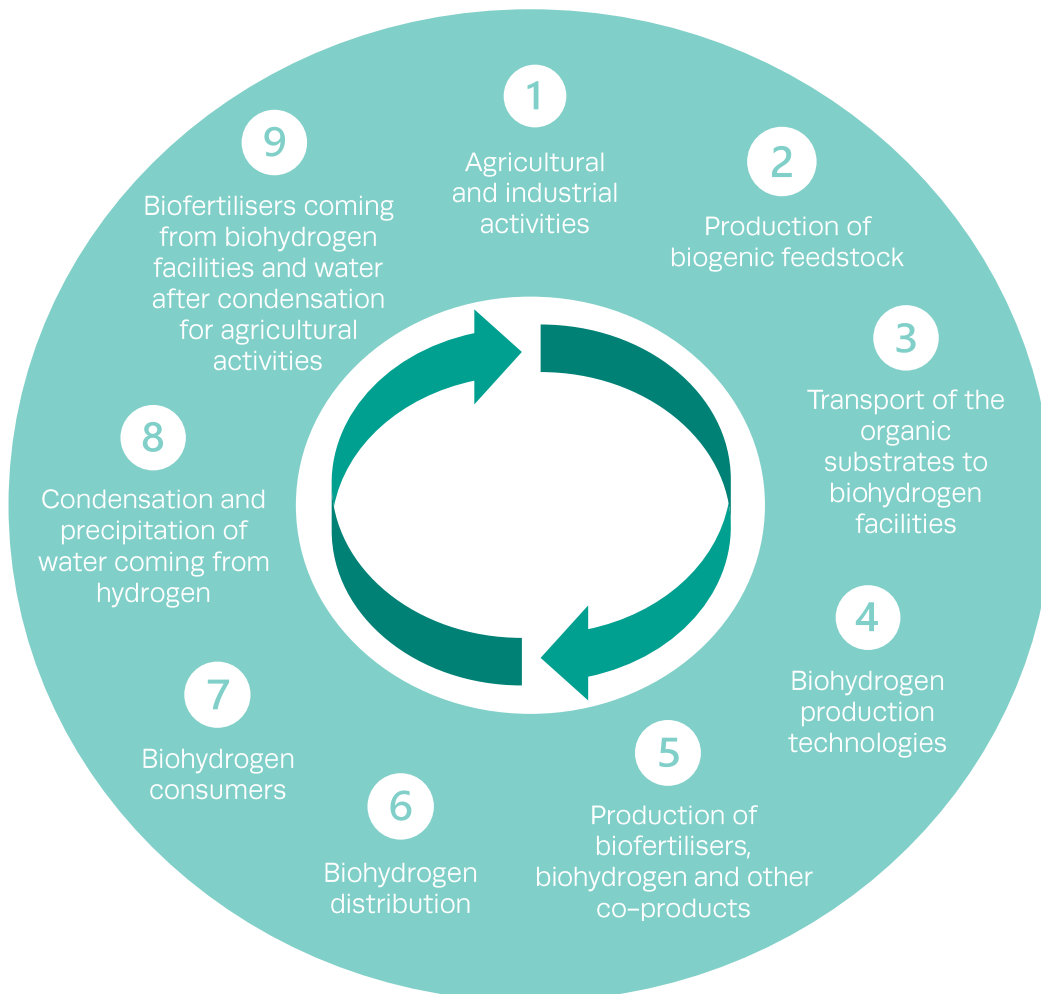 1
Agricultural
and industrial
activities
2
Production of
biogenic feedstock
3
Transport of the
organic
substrates to
biohydrogen
facilities
4
Biohydrogen
production
technologies
5
Production of
biofertilisers,
biohydrogen and other
co-products
6
Biohydrogen
distribution
7
Biohydrogen
consumers
8
Condensation and
precipitation of
water coming from
hydrogen
9
Biofertilisers coming
from biohydrogen
facilities and water
after condensation
for agricultural
activities